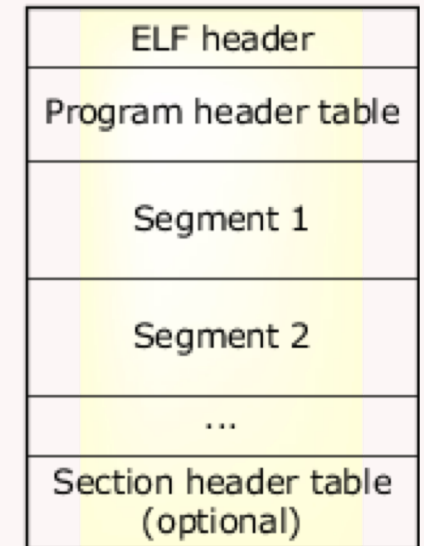 ELF header
Program header table
Segment 1
Segment 2
...
Section header table
(optional)